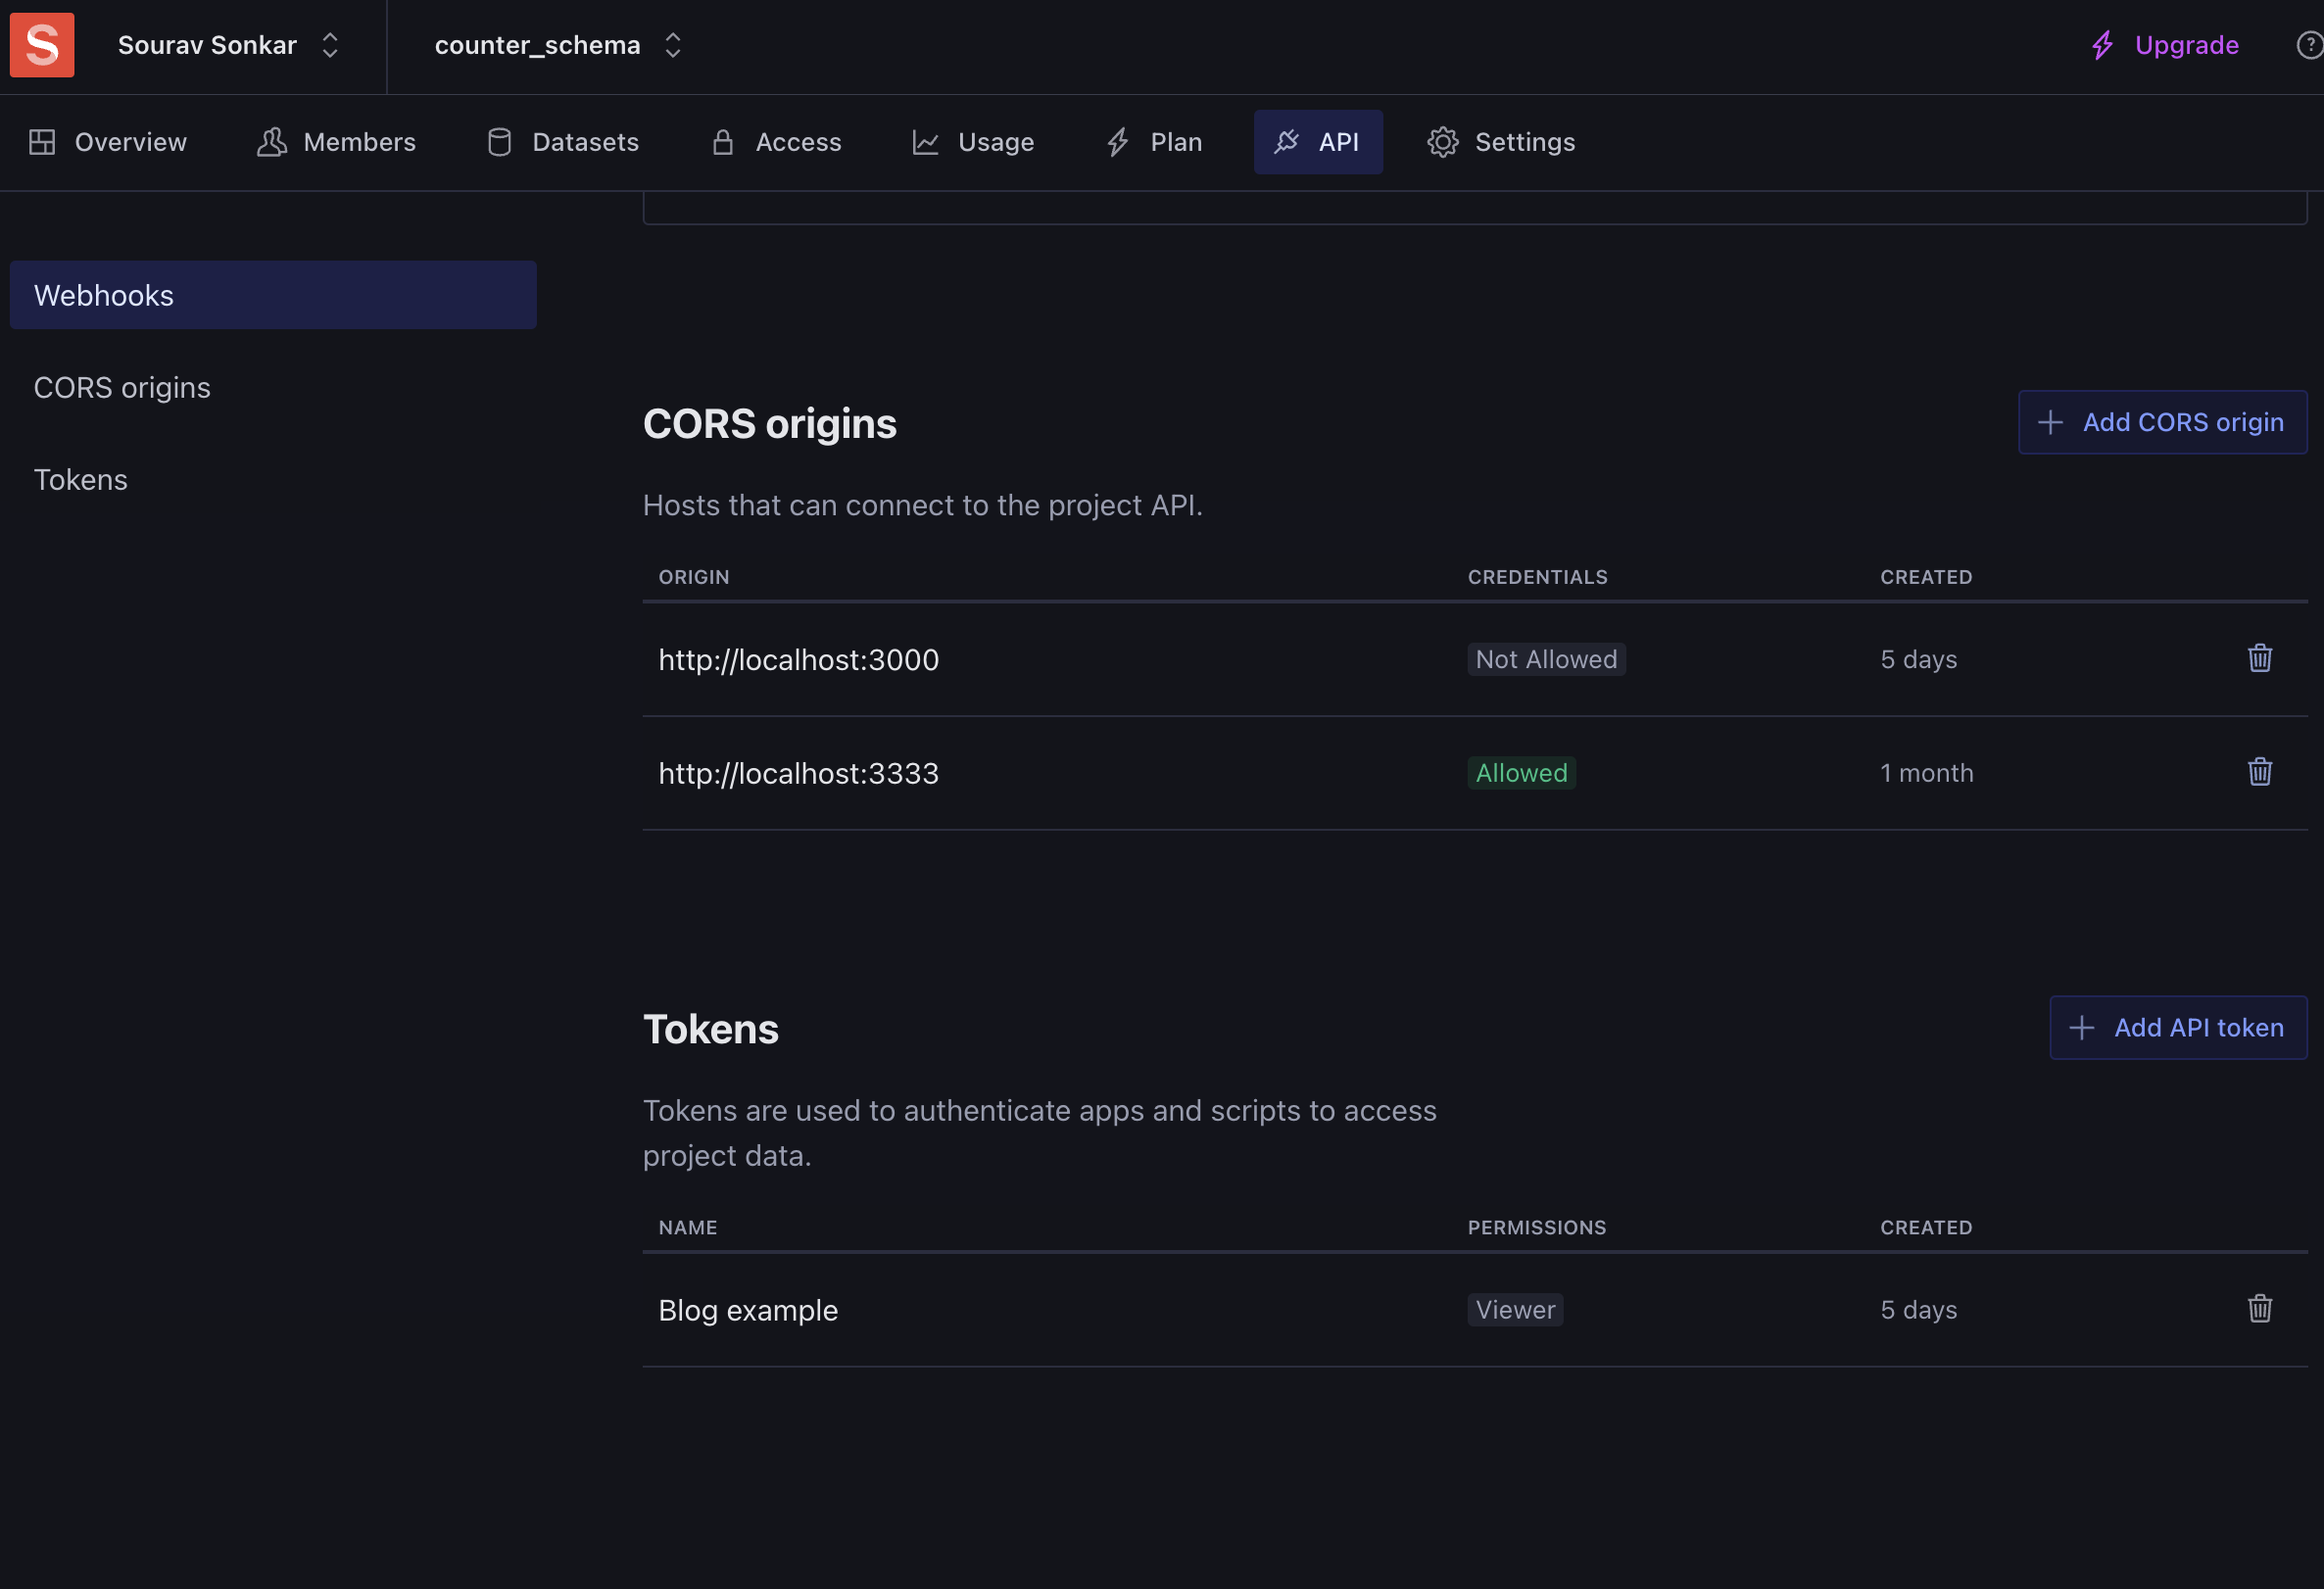 S
Sourav Sonkar
counter_schema
Upgrade
?
Overview
Members
Datasets
Access
Usage
Plan
API
Settings
Webhooks
CORS origins
Tokens
CORS origins
Add CORS origin
Hosts that can connect to the project API.
ORIGIN CREDENTIALS CREATED
http://localhost:3000 Not Allowed 5 days
http://localhost:3333 Allowed 1 month
Tokens
Add API token
Tokens are used to authenticate apps and scripts to access
project data.
NAME PERMISSIONS CREATED
Blog example Viewer 5 days